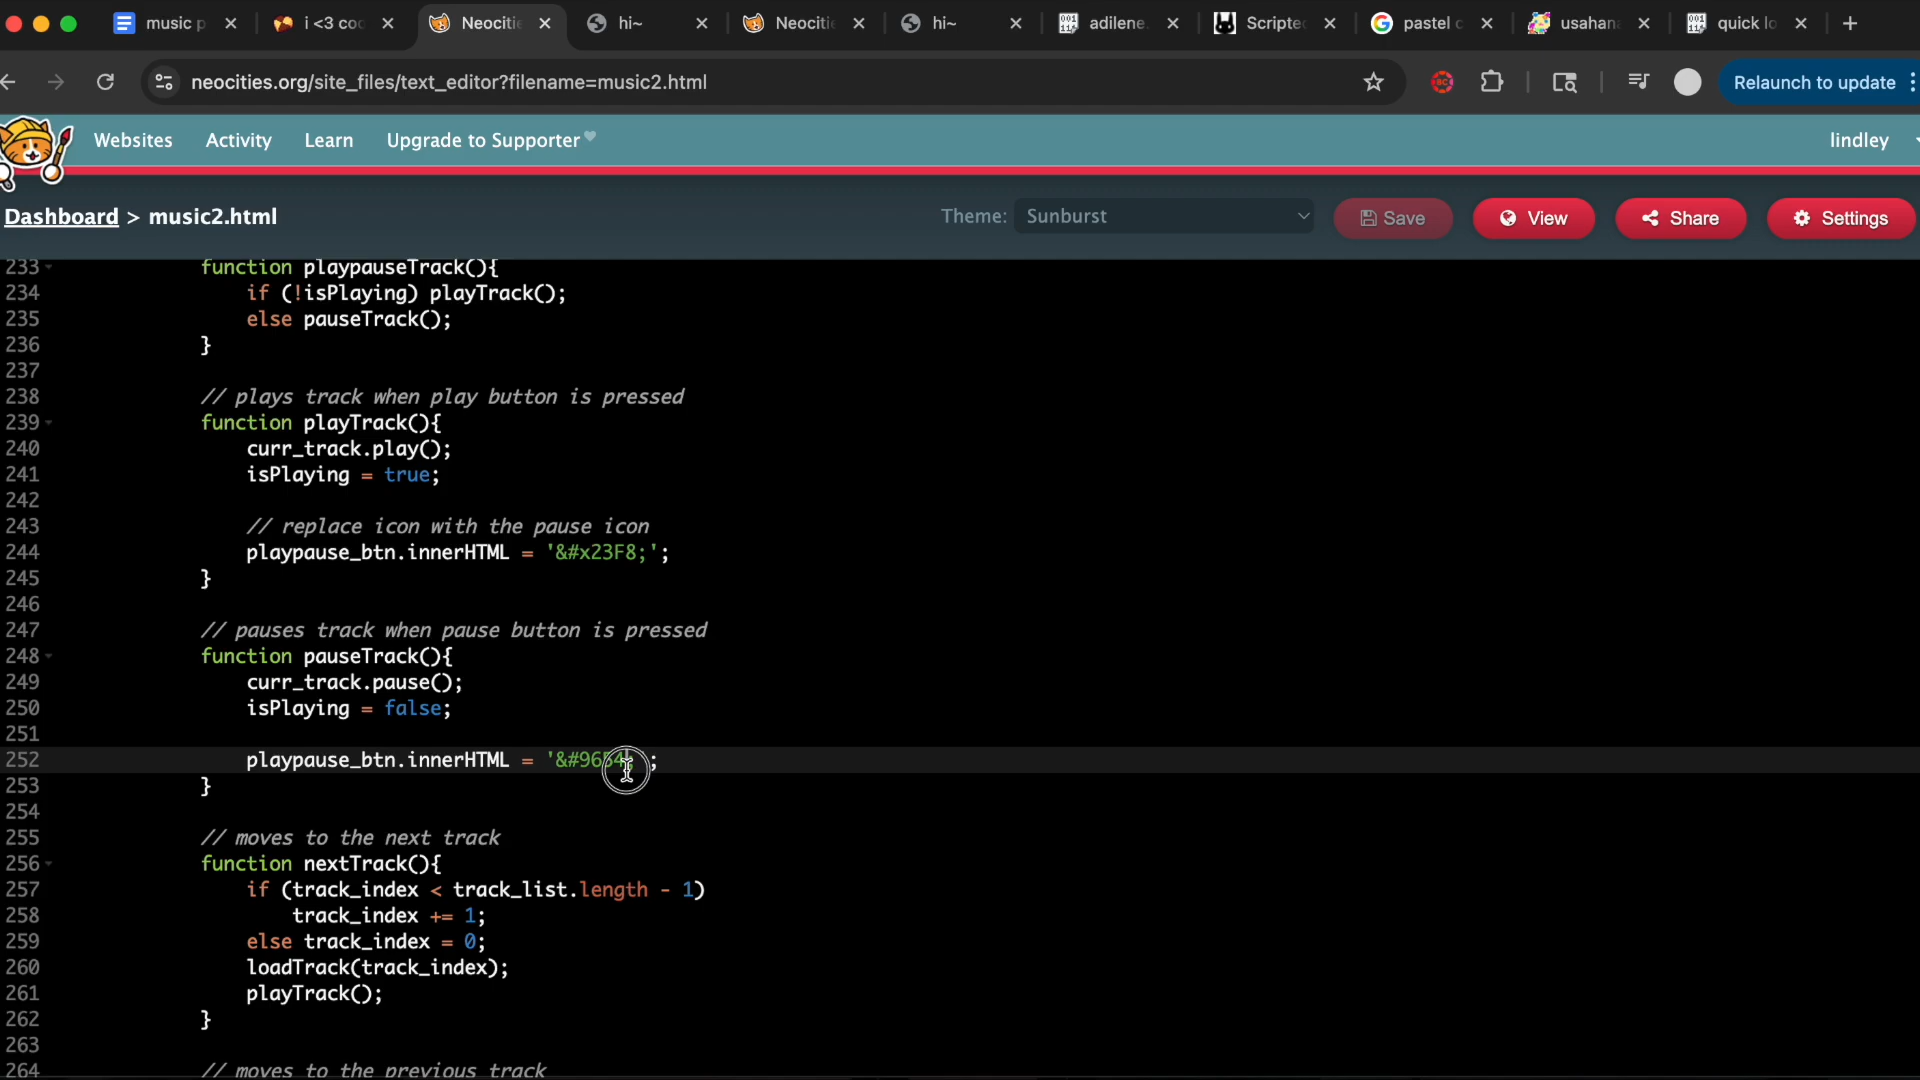 music p
i <3 coo
Neocitie
hi~
Neocitie
hi~
adilene.
Scripted
pastel c
usahana
quick lo
neocities.org/site_files/text_editor?filename=music2.html
Relaunch to update
Websites
Activity
Learn
Upgrade to Supporter
lindley
Dashboard > music2.html
Theme: Sunburst
Save
View
Share
Settings
233 function playpauseTrack(){
234 if (!isPlaying) playTrack();
235 else pauseTrack();
236 }
237
238 // plays track when play button is pressed
239 function playTrack(){
240 curr_track.play();
241 isPlaying = true;
242
243 // replace icon with the pause icon
244 playpause_btn.innerHTML = '&#x23F8;';
245 }
246
247 // pauses track when pause button is pressed
248 function pauseTrack(){
249 curr_track.pause();
250 isPlaying = false;
251
252 playpause_btn.innerHTML = '&#9654;';
253 }
254
255 // moves to the next track
256 function nextTrack(){
257 if (track_index < track_list.length - 1)
258 track_index += 1;
259 else track_index = 0;
260 loadTrack(track_index);
261 playTrack();
262 }
263
264 // moves to the previous track